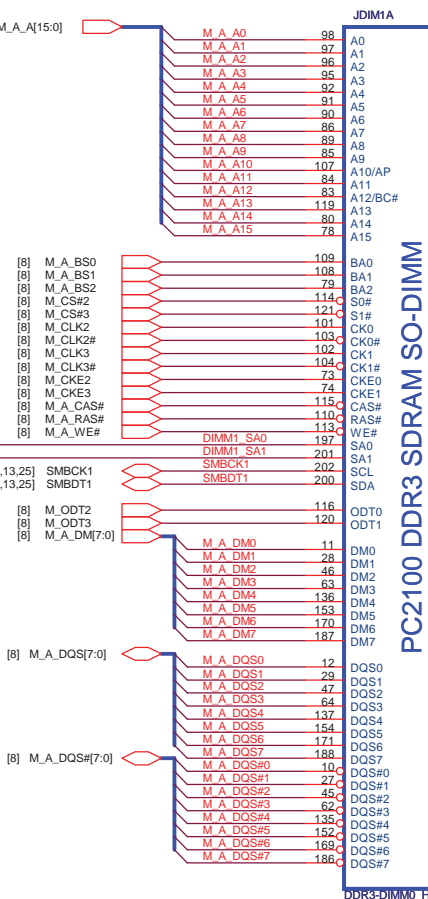 JDIM1A
M_A_A[15:0]
M_A_A0 98 A0
M_A_A1 97 A1
M_A_A2 96 A2
M_A_A3 95 A3
M_A_A4 92 A4
M_A_A5 91 A5
M_A_A6 90 A6
M_A_A7 86 A7
M_A_A8 89 A8
M_A_A9 85 A9
M_A_A10 107 A10/AP
M_A_A11 84 A11
M_A_A12 83 A12/BC#
M_A_A13 119 A13
M_A_A14 80 A14
M_A_A15 78 A15
[8] M_A_BS0 109 BA0
[8] M_A_BS1 108 BA1
[8] M_A_BS2 79 BA2
[8] M_CS#2 114 S0#
[8] M_CS#3 121 S1#
[8] M_CLK2 101 CK0
[8] M_CLK2# 103 CK0#
[8] M_CLK3 102 CK1
[8] M_CLK3# 104 CK1#
[8] M_CKE2 73 CKE0
[8] M_CKE3 74 CKE1
[8] M_A_CAS# 115 CAS#
[8] M_A_RAS# 110 RAS#
[8] M_A_WE# 113 WE#
DIMM1_SA0 197 SA0
DIMM1_SA1 201 SA1
,13,25] SMBCK1 SMBCK1 202 SCL
,13,25] SMBDT1 SMBDT1 200 SDA
[8] M_ODT2 116 ODT0
[8] M_ODT3 120 ODT1
[8] M_A_DM[7:0]
M_A_DM0 11 DM0
M_A_DM1 28 DM1
M_A_DM2 46 DM2
M_A_DM3 63 DM3
M_A_DM4 136 DM4
M_A_DM5 153 DM5
M_A_DM6 170 DM6
M_A_DM7 187 DM7
[8] M_A_DQS[7:0]
M_A_DQS0 12 DQS0
M_A_DQS1 29 DQS1
M_A_DQS2 47 DQS2
M_A_DQS3 64 DQS3
M_A_DQS4 137 DQS4
M_A_DQS5 154 DQS5
M_A_DQS6 171 DQS6
M_A_DQS7 188 DQS7
[8] M_A_DQS#[7:0]
M_A_DQS#0 10 DQS#0
M_A_DQS#1 27 DQS#1
M_A_DQS#2 45 DQS#2
M_A_DQS#3 62 DQS#3
M_A_DQS#4 135 DQS#4
M_A_DQS#5 152 DQS#5
M_A_DQS#6 169 DQS#6
M_A_DQS#7 186 DQS#7
PC2100 DDR3 SDRAM SO-DIMM
DDR3-DIMM0_H